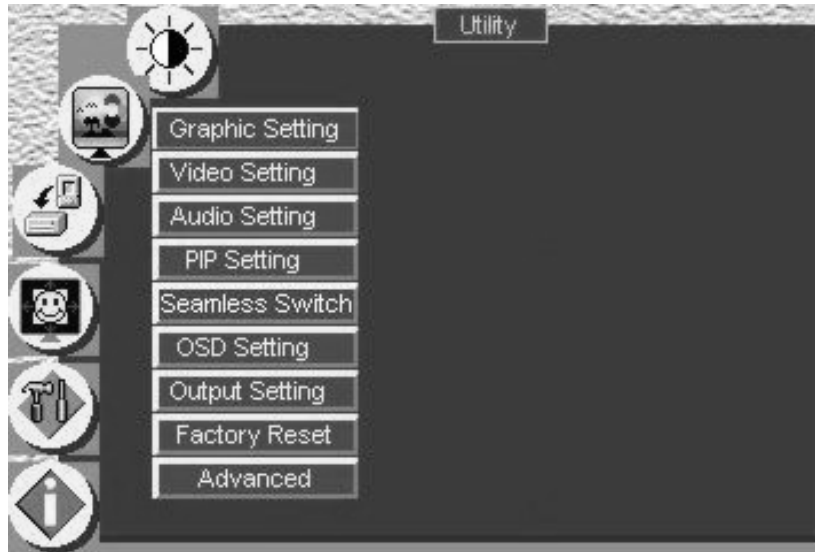 Utility
Graphic Setting
Video Setting
Audio Setting
PIP Setting
Seamless Switch
OSD Setting
Output Setting
Factory Reset
Advanced